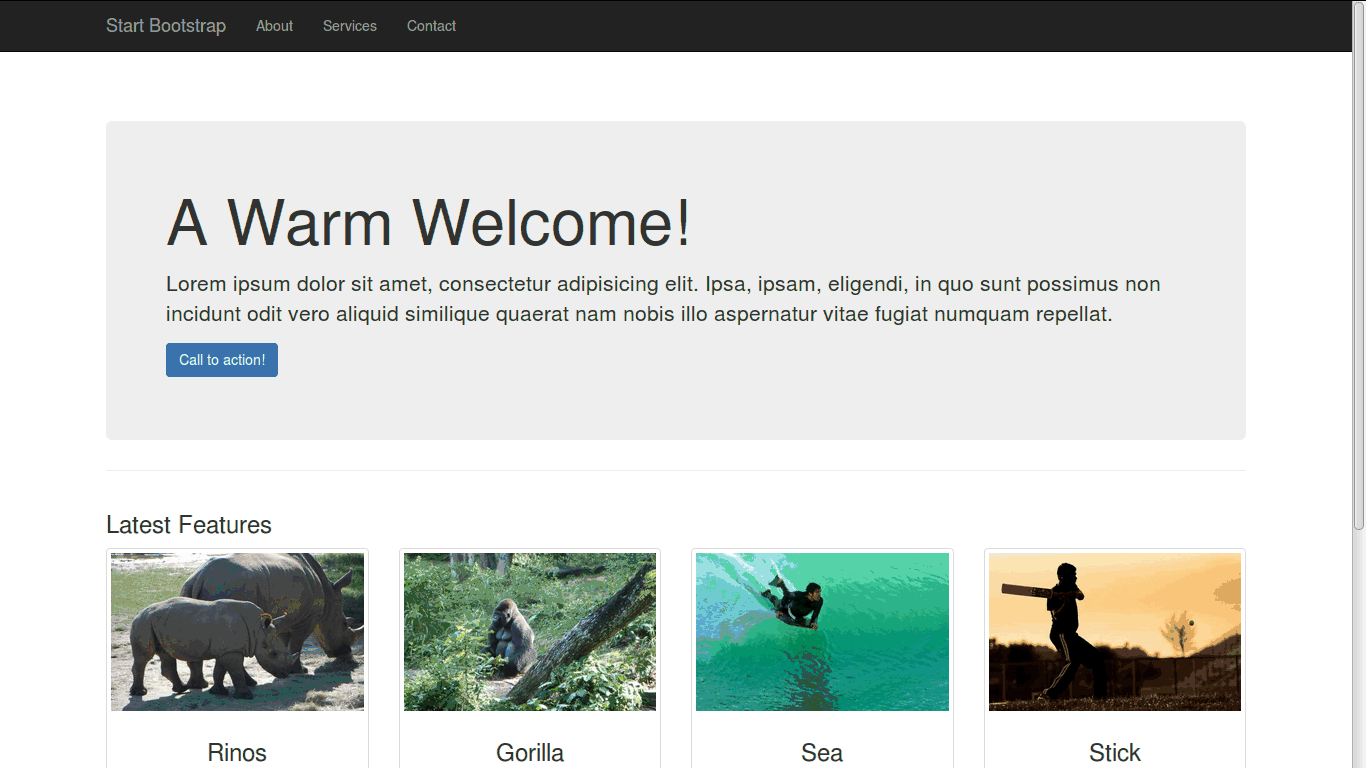 Start Bootstrap About Services Contact
A Warm Welcome!
Lorem ipsum dolor sit amet, consectetur adipisicing elit. Ipsa, ipsam, eligendi, in quo sunt possimus non
incidunt odit vero aliquid similique quaerat nam nobis illo aspernatur vitae fugiat numquam repellat.
Call to action!
Latest Features
Rinos Gorilla Sea Stick